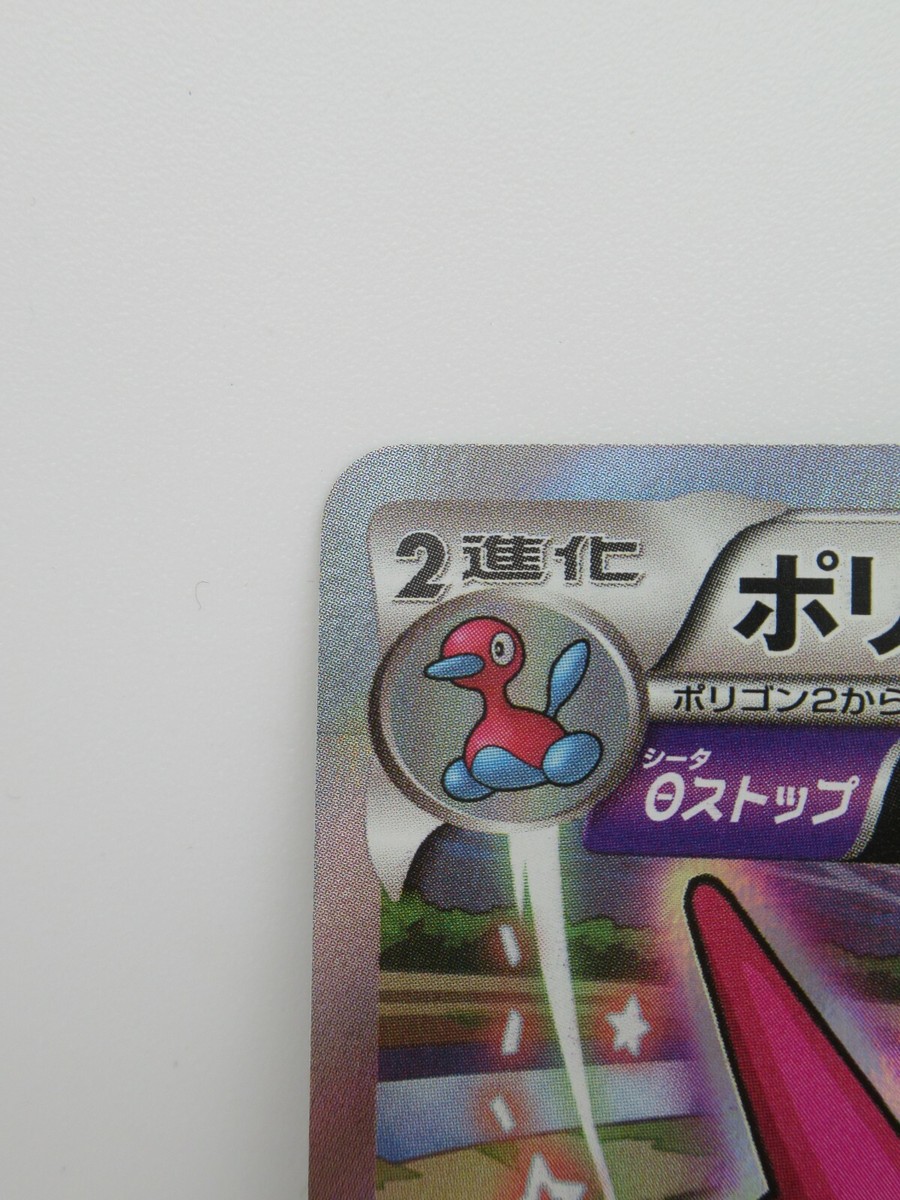 2進化
ポリ
ポリゴン2から
シータ
θストップ